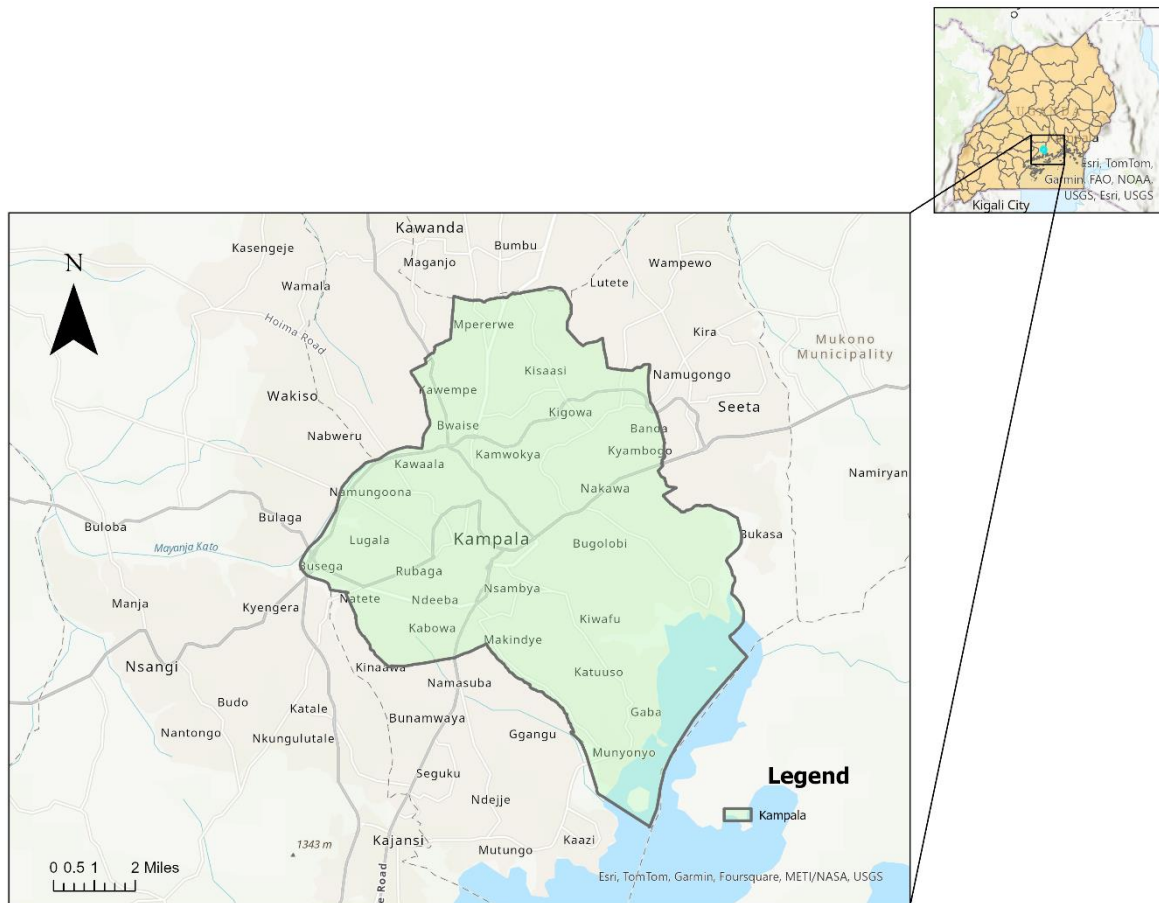 UGANDA
Esri, TomTom,
Garmin, FAO, NOAA,
USGS, Esri, USGS
Kigali City
Kawanda
Bumbu
Kasengeje
Maganjo
Wampewo
N
Wamala
Lutete
Hoima Road
Mpererwe
Kira
Mukono
Municipality
Kisaasi
Namugongo
Kawempe
Wakiso
Seeta
Kigowa
Nabweru
Bwaise
Banda
Kamwokya
Kyambogo
Kawaala
Namiryan
Namungoona
Nakawa
Bulaga
Buloba
Bukasa
Lugala
Kampala
Bugolobi
Mayanja Kato
Busega
Rubaga
Nsambya
Manja
Kyengera
Natete
Ndeeba
Kiwafu
Kabowa
Makindye
Nsangi
Kinaawa
Katuuso
Namasuba
Budo
Katale
Gaba
Bunamwaya
Nantongo
Nkungulutale
Ggangu
Munyonyo
Seguku
Legend
Ndejje
Kampala
Kajansi
Kaazi
1343 m
Mutungo
0 0.5 1 2 Miles
e Road
Esri, TomTom, Garmin, Foursquare, METI/NASA, USGS